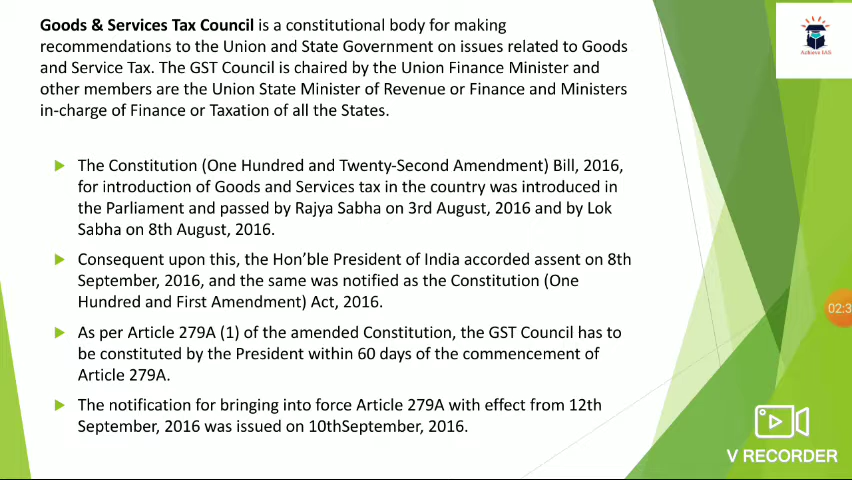 Goods & Services Tax Council is a constitutional body for making
recommendations to the Union and State Government on issues related to Goods
and Service Tax. The GST Council is chaired by the Union Finance Minister and
other members are the Union State Minister of Revenue or Finance and Ministers
in-charge of Finance or Taxation of all the States.
The Constitution (One Hundred and Twenty-Second Amendment) Bill, 2016,
for introduction of Goods and Services tax in the country was introduced in
the Parliament and passed by Rajya Sabha on 3rd August, 2016 and by Lok
Sabha on 8th August, 2016.
Consequent upon this, the Hon’ble President of India accorded assent on 8th
September, 2016, and the same was notified as the Constitution (One
Hundred and First Amendment) Act, 2016.
As per Article 279A (1) of the amended Constitution, the GST Council has to
be constituted by the President within 60 days of the commencement of
Article 279A.
The notification for bringing into force Article 279A with effect from 12th
September, 2016 was issued on 10thSeptember, 2016.
Achieve IAS
02:3
V RECORDER